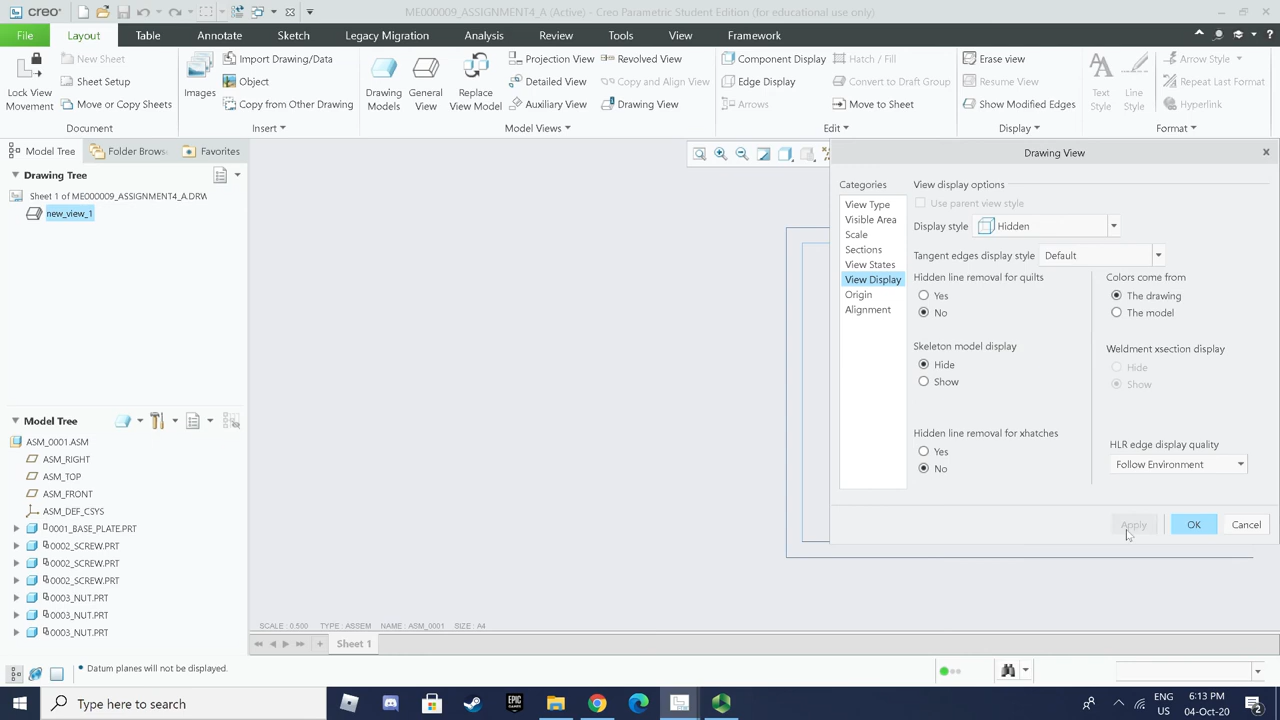 creo ME000009_ASSIGNMENT4_A (Active) - Creo Parametric Student Edition (for educational use only)
File Layout Table Annotate Sketch Legacy Migration Analysis Review Tools View Framework
Lock View Movement
New Sheet
Sheet Setup
Move or Copy Sheets
Document
Images
Import Drawing/Data
Object
Copy from Other Drawing
Insert
Drawing Models
General View
Replace View Model
Projection View
Detailed View
Auxiliary View
Revolved View
Copy and Align View
Drawing View
Model Views
Component Display
Edge Display
Arrows
Hatch / Fill
Convert to Draft Group
Move to Sheet
Edit
Erase view
Resume View
Show Modified Edges
Display
Text Style
Line Style
Arrow Style
Repeat Last Format
Hyperlink
Format
Model Tree Folder Brows Favorites
Drawing Tree
Sheet 1 of ME000009_ASSIGNMENT4_A.DRW
new_view_1
Model Tree
ASM_0001.ASM
ASM_RIGHT
ASM_TOP
ASM_FRONT
ASM_DEF_CSYS
0001_BASE_PLATE.PRT
0002_SCREW.PRT
0002_SCREW.PRT
0002_SCREW.PRT
0003_NUT.PRT
0003_NUT.PRT
0003_NUT.PRT
Drawing View
Categories
View Type
Visible Area
Scale
Sections
View States
View Display
Origin
Alignment
View display options
Use parent view style
Display style Hidden
Tangent edges display style Default
Hidden line removal for quilts
Yes
No
Skeleton model display
Hide
Show
Hidden line removal for xhatches
Yes
No
Colors come from
The drawing
The model
Weldment xsection display
Hide
Show
HLR edge display quality
Follow Environment
Apply OK Cancel
SCALE : 0.500 TYPE : ASSEM NAME : ASM_0001 SIZE : A4
Sheet 1
• Datum planes will not be displayed.
Type here to search
EPIC GAMES
ENG
US
6:13 PM
04-Oct-20
2